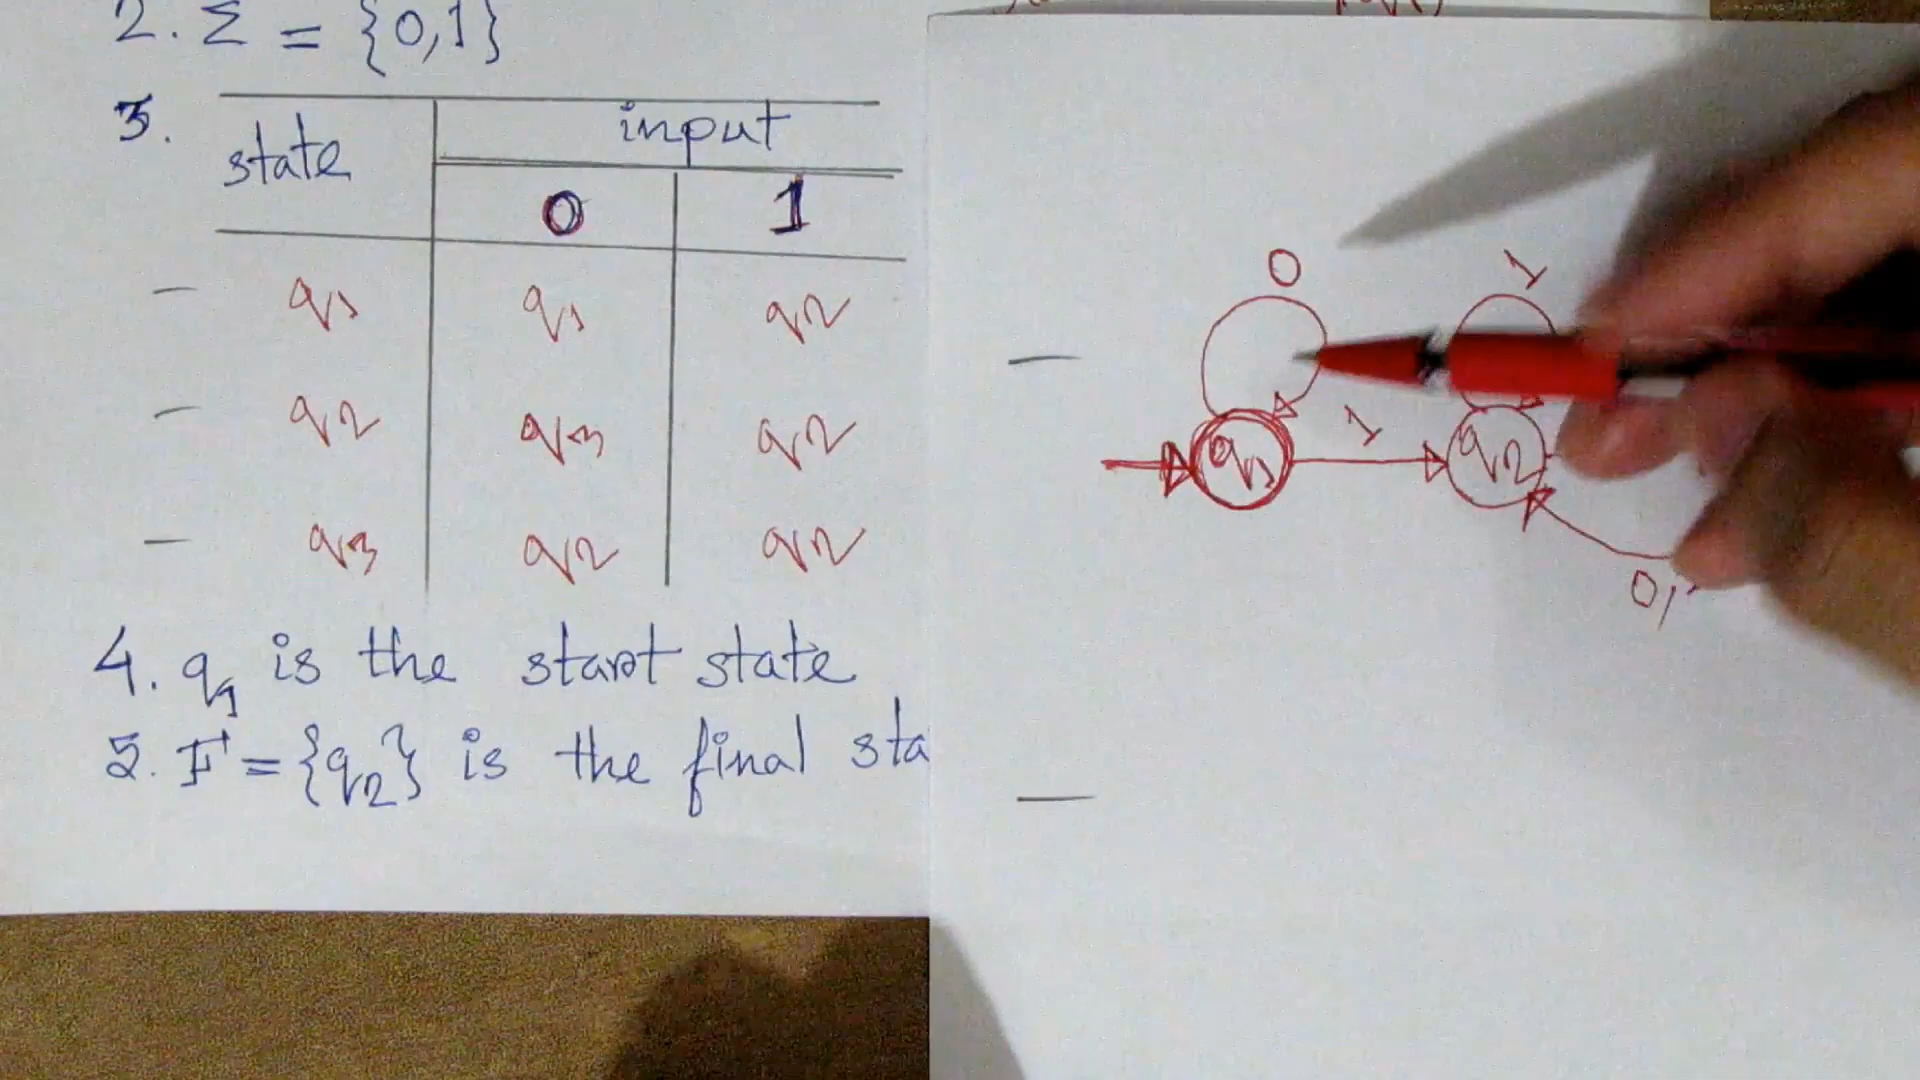 2. Σ = {0,1}
3.
state input
0 1
q1 q1 q2
q2 q3 q2
q3 q2 q2
4. q1 is the start state
5. F = {q2} is the final sta
0 1
1
q1 q2
0,